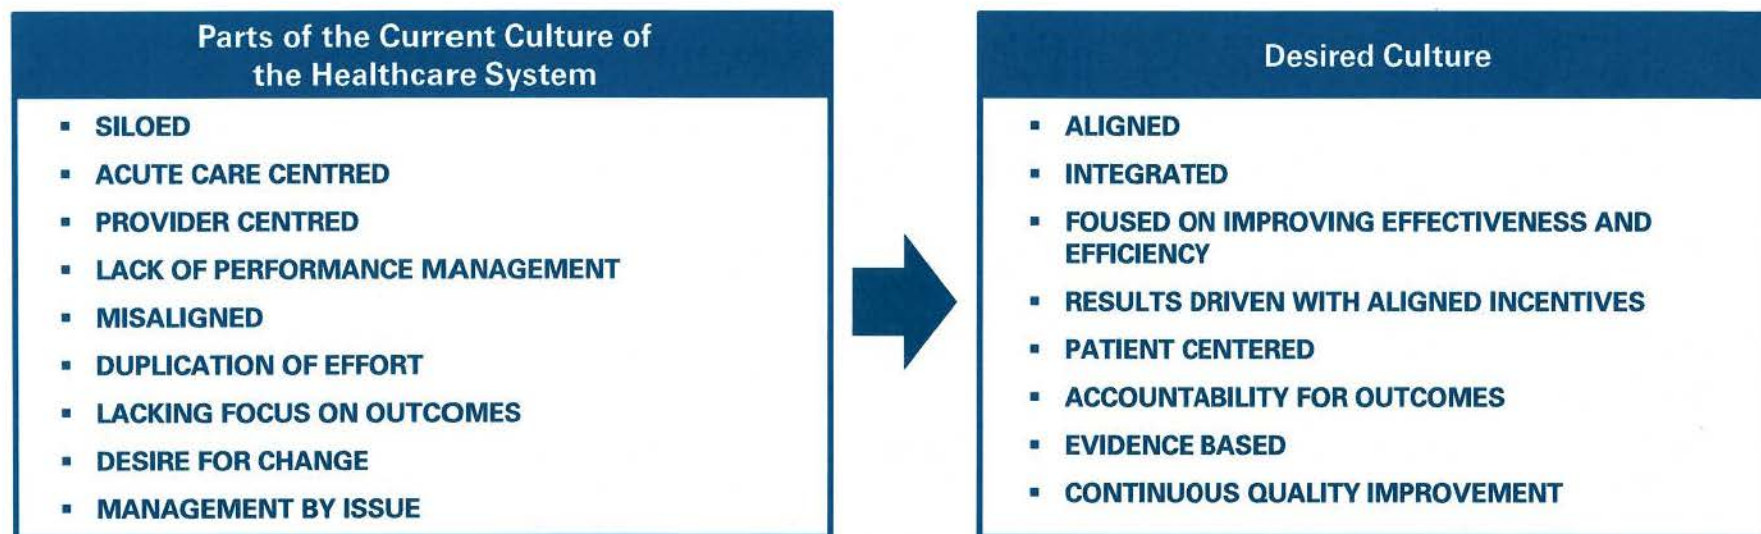 Parts of the Current Culture of
the Healthcare System
▪ SILOED
▪ ACUTE CARE CENTRED
▪ PROVIDER CENTRED
▪ LACK OF PERFORMANCE MANAGEMENT
▪ MISALIGNED
▪ DUPLICATION OF EFFORT
▪ LACKING FOCUS ON OUTCOMES
▪ DESIRE FOR CHANGE
▪ MANAGEMENT BY ISSUE
Desired Culture
▪ ALIGNED
▪ INTEGRATED
▪ FOUSED ON IMPROVING EFFECTIVENESS AND
EFFICIENCY
▪ RESULTS DRIVEN WITH ALIGNED INCENTIVES
▪ PATIENT CENTERED
▪ ACCOUNTABILITY FOR OUTCOMES
▪ EVIDENCE BASED
▪ CONTINUOUS QUALITY IMPROVEMENT